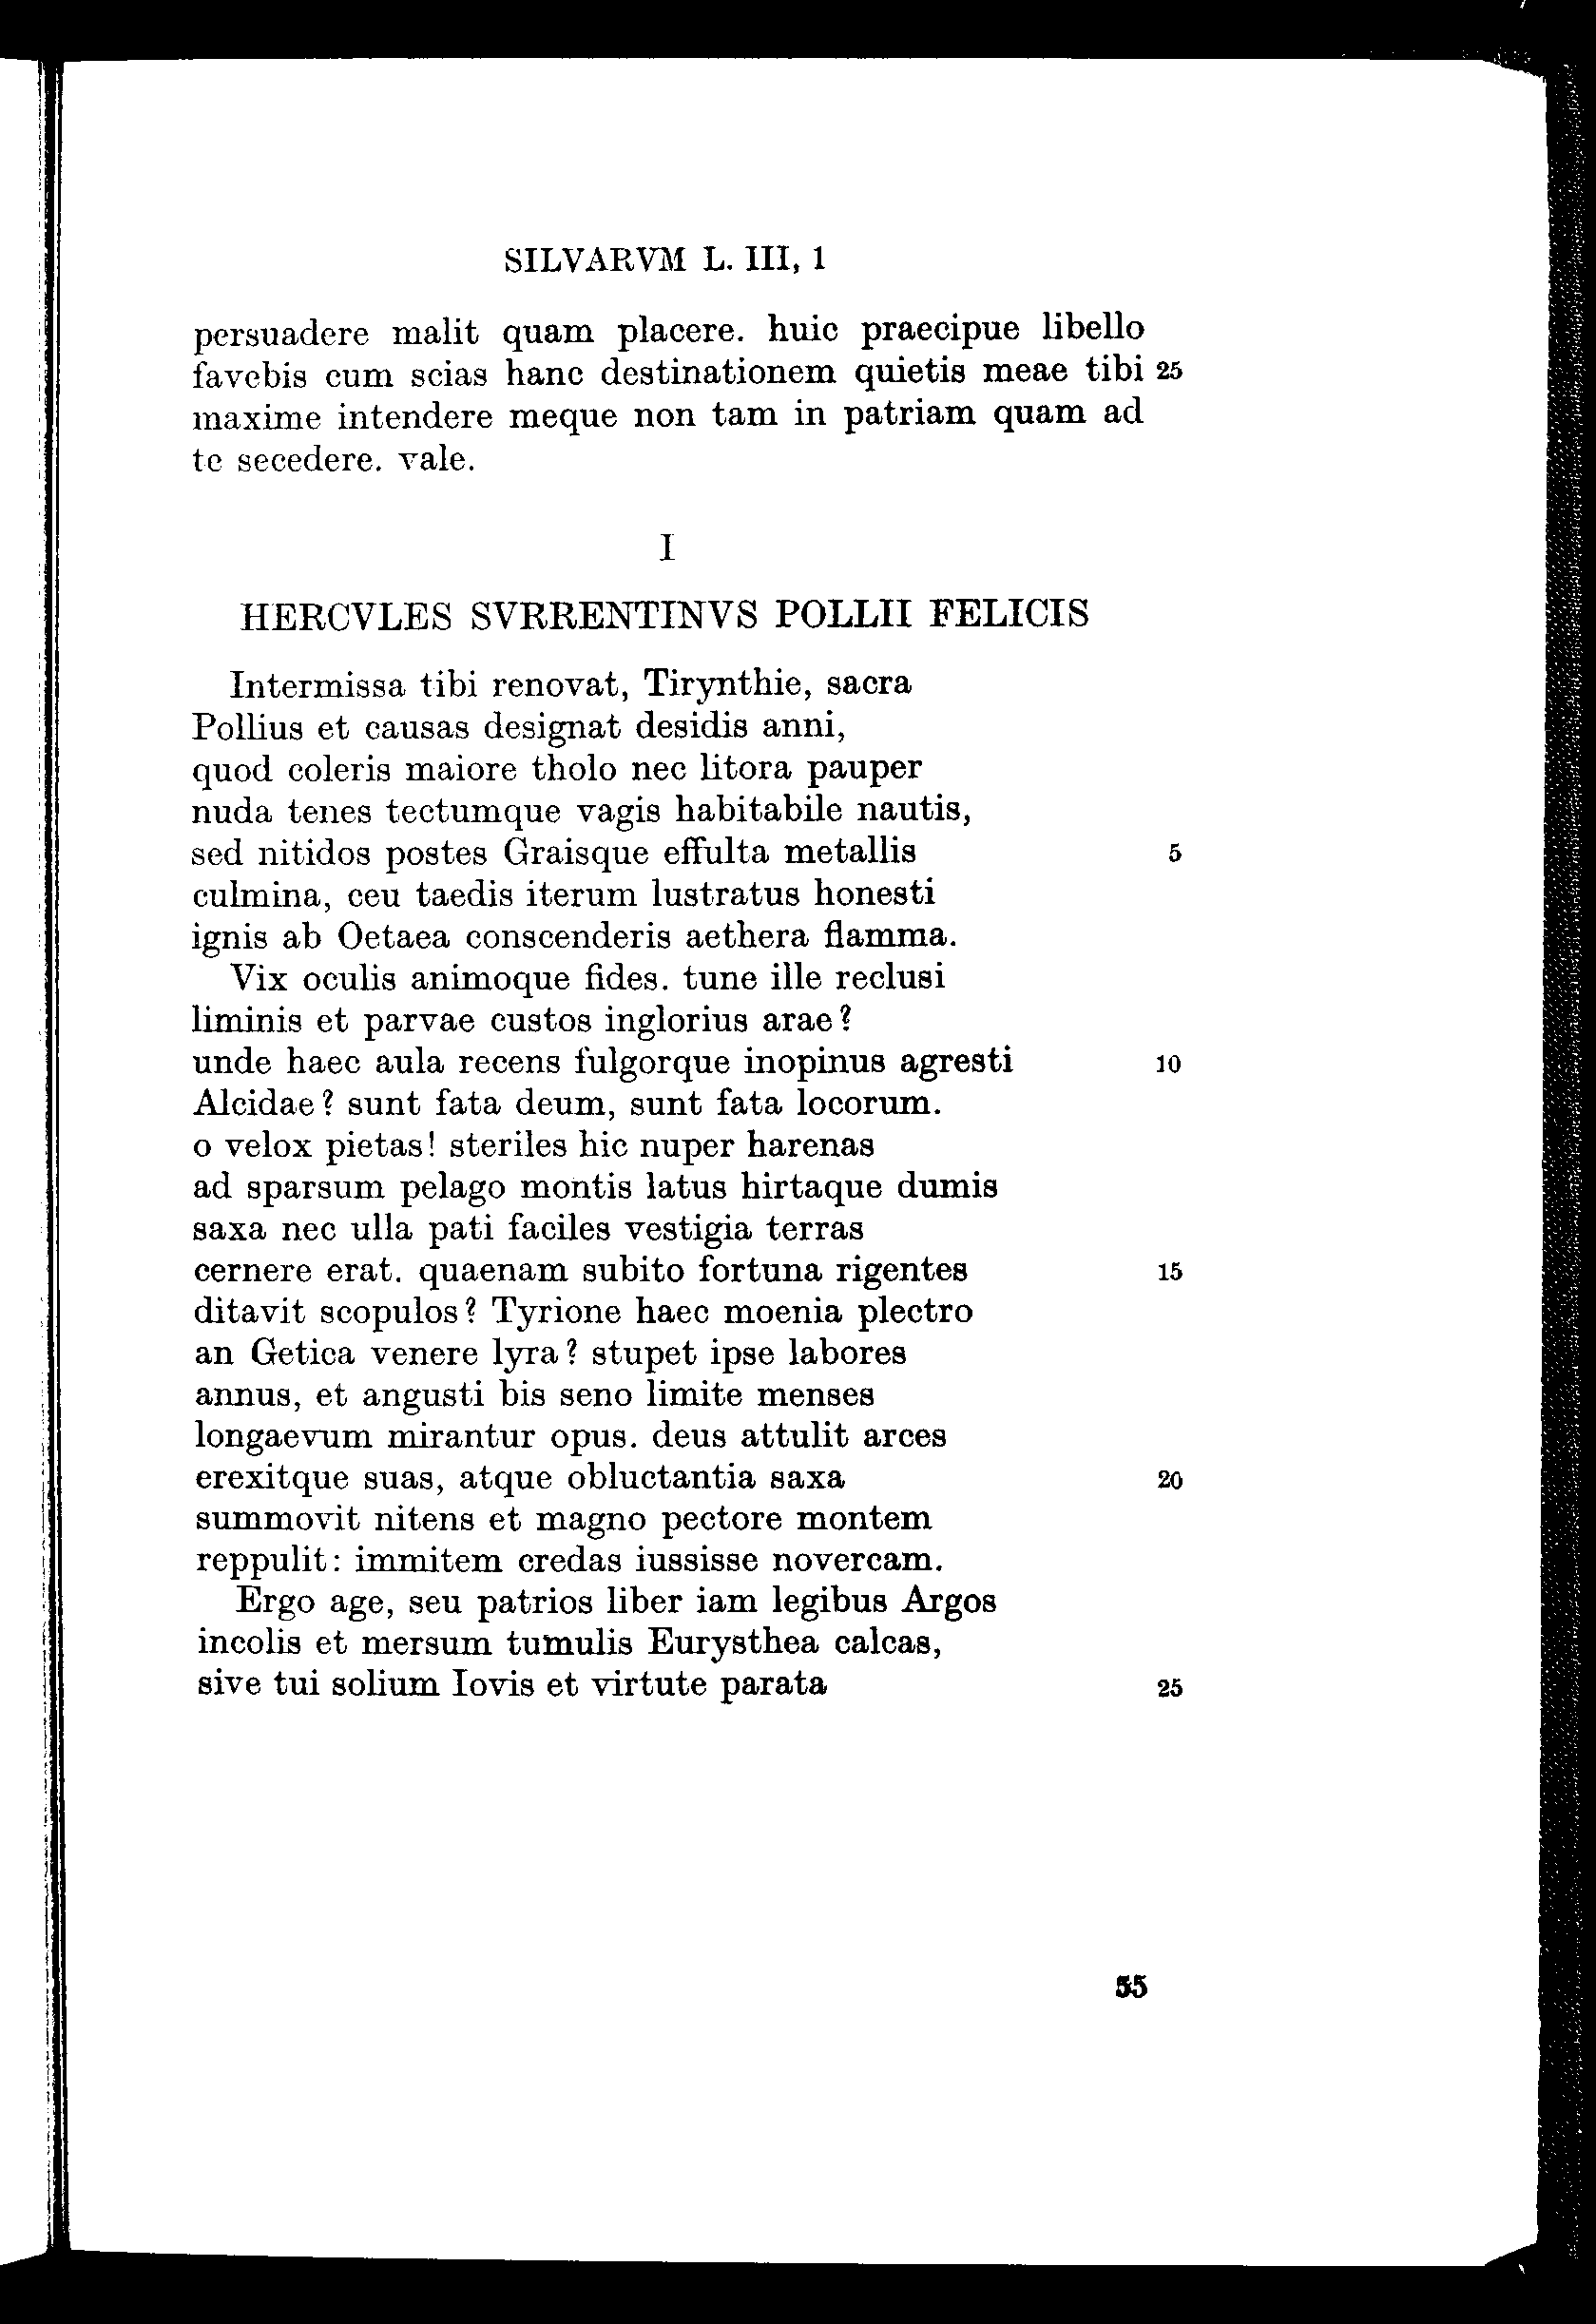 SILVARVM L. III, 1
persuadere malit quam placere. huic praecipue libello
favebis cum scias hanc destinationem quietis meae tibi 25
maxime intendere meque non tam in patriam quam ad
te secedere. vale.
I
HERCVLES SVRRENTINVS POLLII FELICIS
Intermissa tibi renovat, Tirynthie, sacra
Pollius et causas designat desidis anni,
quod coleris maiore tholo nec litora pauper
nuda tenes tectumque vagis habitabile nautis,
sed nitidos postes Graisque effulta metallis 5
culmina, ceu taedis iterum lustratus honesti
ignis ab Oetaea conscenderis aethera flamma.
Vix oculis animoque fides. tune ille reclusi
liminis et parvae custos inglorius arae?
unde haec aula recens fulgorque inopinus agresti 10
Alcidae? sunt fata deum, sunt fata locorum.
o velox pietas! steriles hic nuper harenas
ad sparsum pelago montis latus hirtaque dumis
saxa nec ulla pati faciles vestigia terras
cernere erat. quaenam subito fortuna rigentes 15
ditavit scopulos? Tyrione haec moenia plectro
an Getica venere lyra? stupet ipse labores
annus, et angusti bis seno limite menses
longaevum mirantur opus. deus attulit arces
erexitque suas, atque obluctantia saxa 20
summovit nitens et magno pectore montem
reppulit: immitem credas iussisse novercam.
Ergo age, seu patrios liber iam legibus Argos
incolis et mersum tumulis Eurysthea calcas,
sive tui solium Iovis et virtute parata 25
55